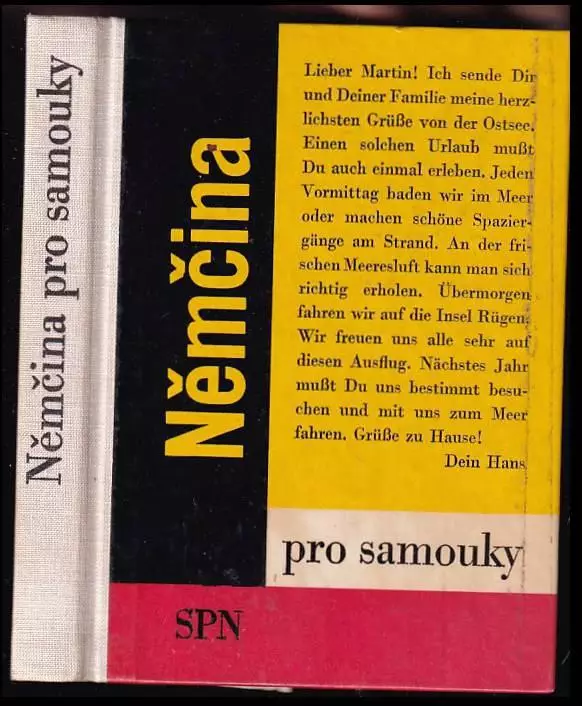 Němčina pro samouky
Němčina
Lieber Martin! Ich sende Dir
und Deiner Familie meine herz-
lichsten Grüße von der Ostsee.
Einen solchen Urlaub mußt
Du auch einmal erleben. Jeden
Vormittag baden wir im Meer
oder machen schöne Spazier-
gänge am Strand. An der fri-
schen Meeresluft kann man sich
richtig erholen. Übermorgen
fahren wir auf die Insel Rügen.
Wir freuen uns alle sehr auf
diesen Ausflug. Nächstes Jahr
mußt Du uns bestimmt besu-
chen und mit uns zum Meer
fahren. Grüße zu Hause!
Dein Hans
pro samouky
SPN